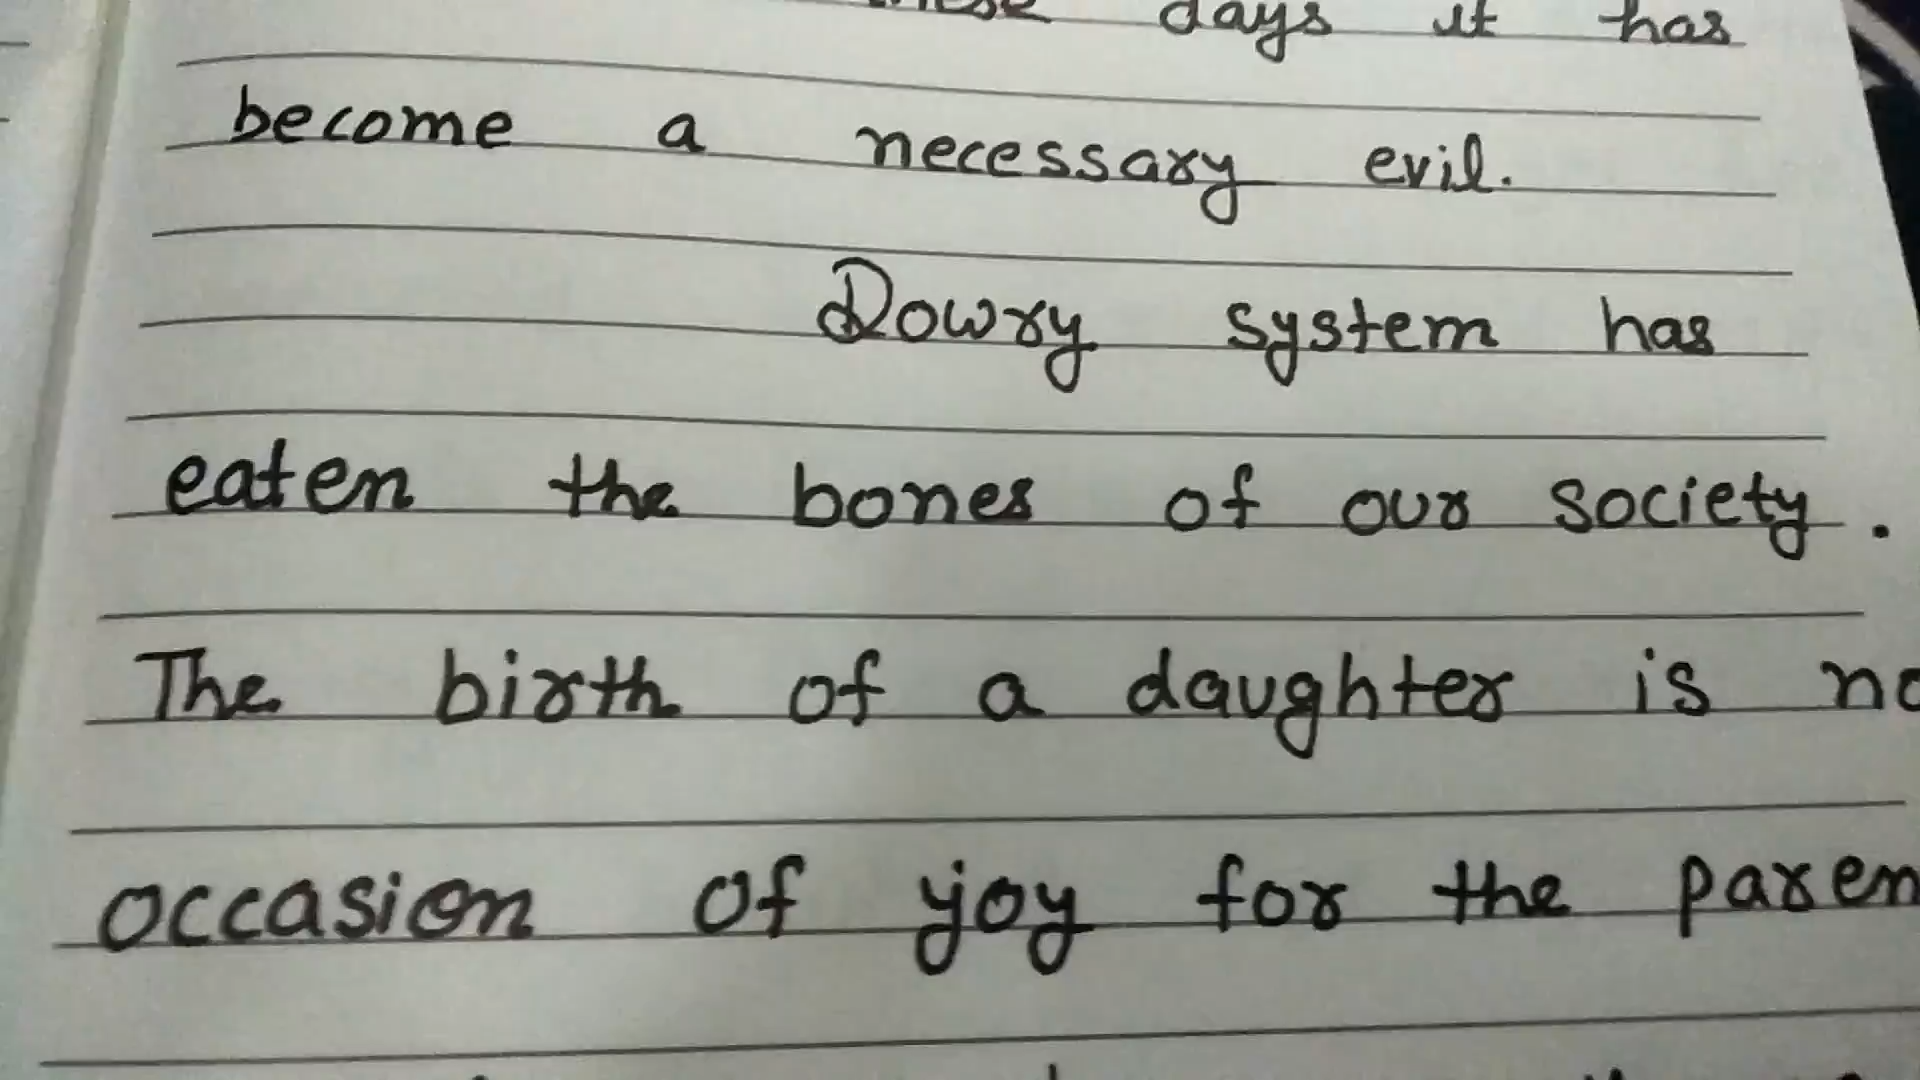 days it has
become a necessary evil.
Dowry system has
eaten the bones of our society.
The birth of a daughter is
occasion of joy for the